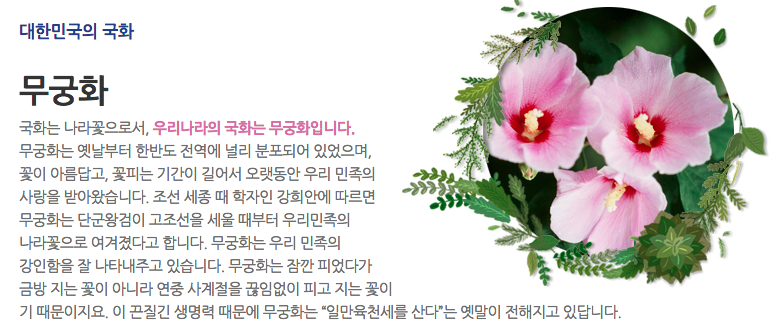 대한민국의 국화
무궁화
국화는 나라꽃으로서, 우리나라의 국화는 무궁화입니다.
무궁화는 옛날부터 한반도 전역에 널리 분포되어 있었으며,
꽃이 아름답고, 꽃피는 기간이 길어서 오랫동안 우리 민족의
사랑을 받아왔습니다. 조선 세종 때 학자인 강희안에 따르면
무궁화는 단군왕검이 고조선을 세울 때부터 우리민족의
나라꽃으로 여겨졌다고 합니다. 무궁화는 우리 민족의
강인함을 잘 나타내주고 있습니다. 무궁화는 잠깐 피었다가
금방 지는 꽃이 아니라 연중 사계절을 끊임없이 피고 지는 꽃이
기 때문이지요. 이 끈질긴 생명력 때문에 무궁화는 “일만육천세를 산다”는 옛말이 전해지고 있답니다.